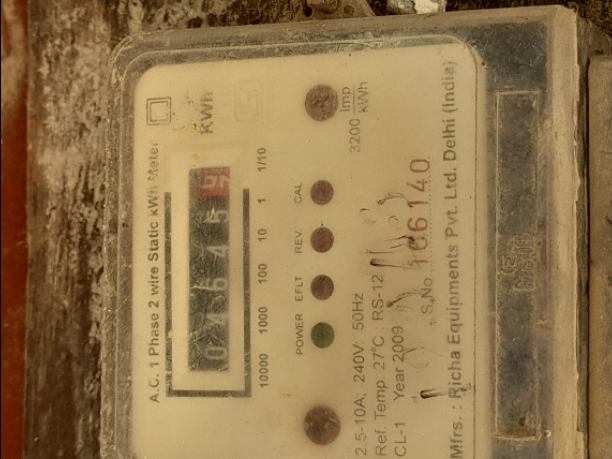 A.C. 1 Phase 2 wire Static kWh Meter
kWh
10000 1000 100 10 1 1/10
POWER EFLT REV. CAL
3200 Imp/kWh
2.5-10A; 240V; 50Hz
Ref. Temp. 27°C : RS-12
CL-1 Year 2009
S.No. 166140
Mfrs. : Richa Equipments Pvt. Ltd. Delhi (India)